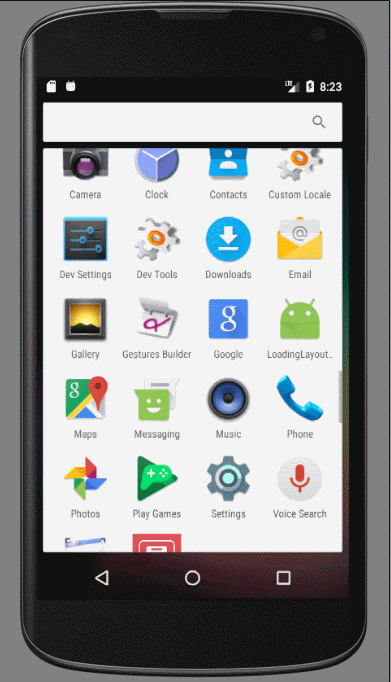 LTE 8:23
Camera Clock Contacts Custom Locale
Dev Settings Dev Tools Downloads Email
Gallery Gestures Builder Google LoadingLayout..
Maps Messaging Music Phone
Photos Play Games Settings Voice Search